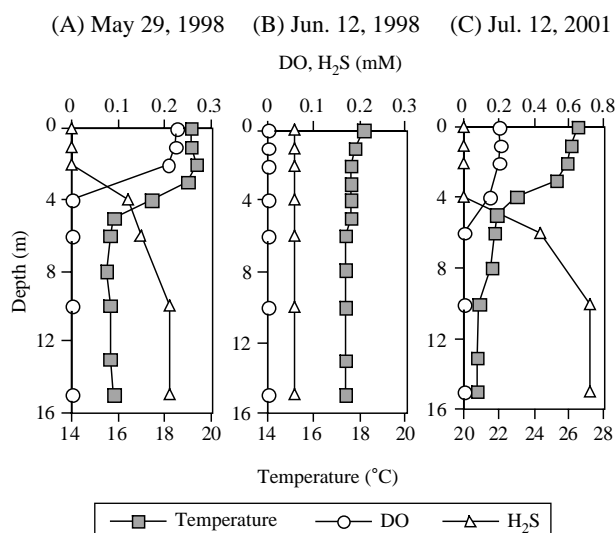 (A) May 29, 1998 (B) Jun. 12, 1998 (C) Jul. 12, 2001
DO, H₂S (mM)
0 0.1 0.2 0.3 0 0.1 0.2 0.3 0 0.2 0.4 0.6 0.8
0 0 0
4 4 4
8 8 8
12 12 12
16 16 16
Depth (m)
14 16 18 20 14 16 18 20 20 22 24 26 28
Temperature (°C)
Temperature DO H₂S